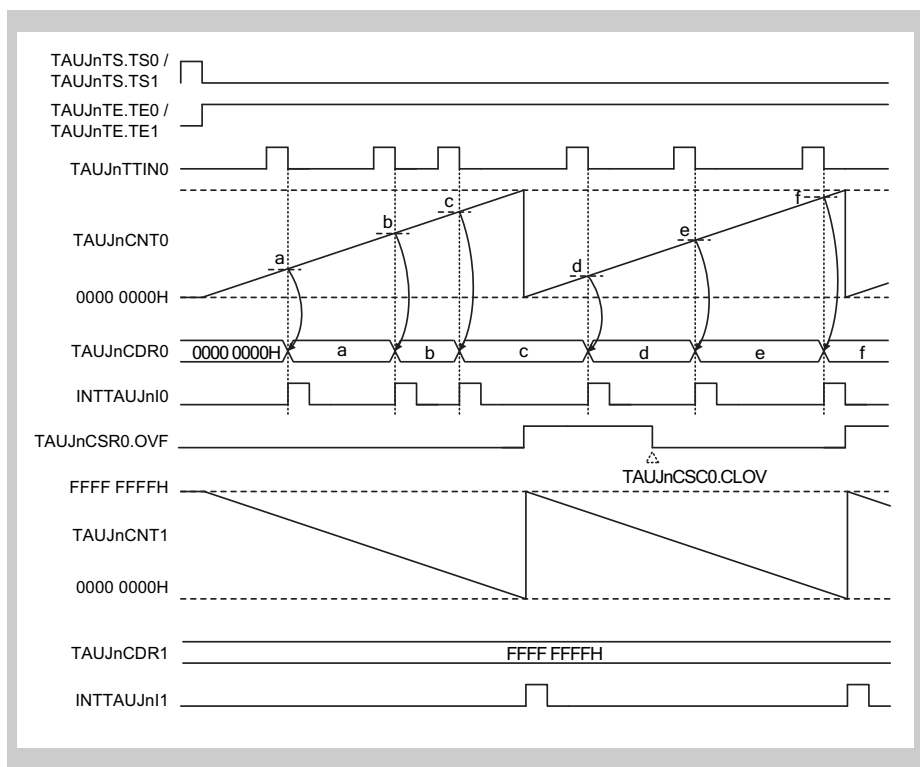 TAUJnTS.TS0 /
TAUJnTS.TS1
TAUJnTE.TE0 /
TAUJnTE.TE1
TAUJnTTIN0
TAUJnCNT0
a
b
c
d
e
f
0000 0000H
TAUJnCDR0
0000 0000H
a
b
c
d
e
f
INTTAUJnI0
TAUJnCSR0.OVF
TAUJnCSC0.CLOV
FFFF FFFFH
TAUJnCNT1
0000 0000H
TAUJnCDR1
FFFF FFFFH
INTTAUJnI1